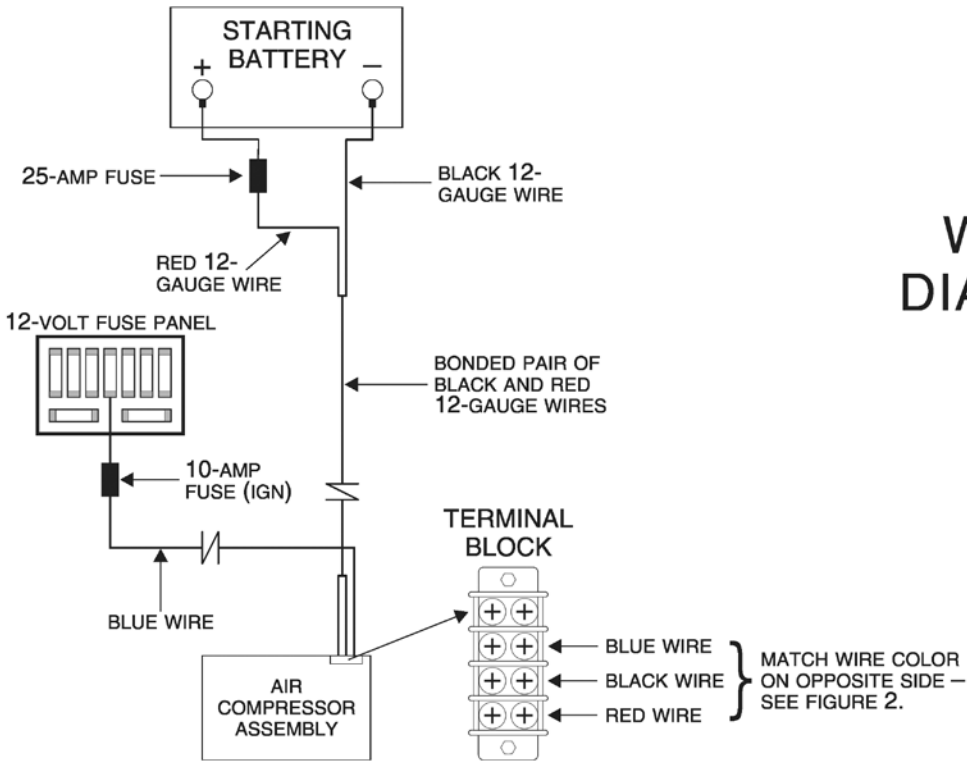 STARTING
BATTERY
+
−
25-AMP FUSE
BLACK 12-
GAUGE WIRE
RED 12-
GAUGE WIRE
W
DIA
12-VOLT FUSE PANEL
BONDED PAIR OF
BLACK AND RED
12-GAUGE WIRES
10-AMP
FUSE (IGN)
TERMINAL
BLOCK
BLUE WIRE
AIR
COMPRESSOR
ASSEMBLY
BLUE WIRE
BLACK WIRE
RED WIRE
MATCH WIRE COLOR
ON OPPOSITE SIDE –
SEE FIGURE 2.